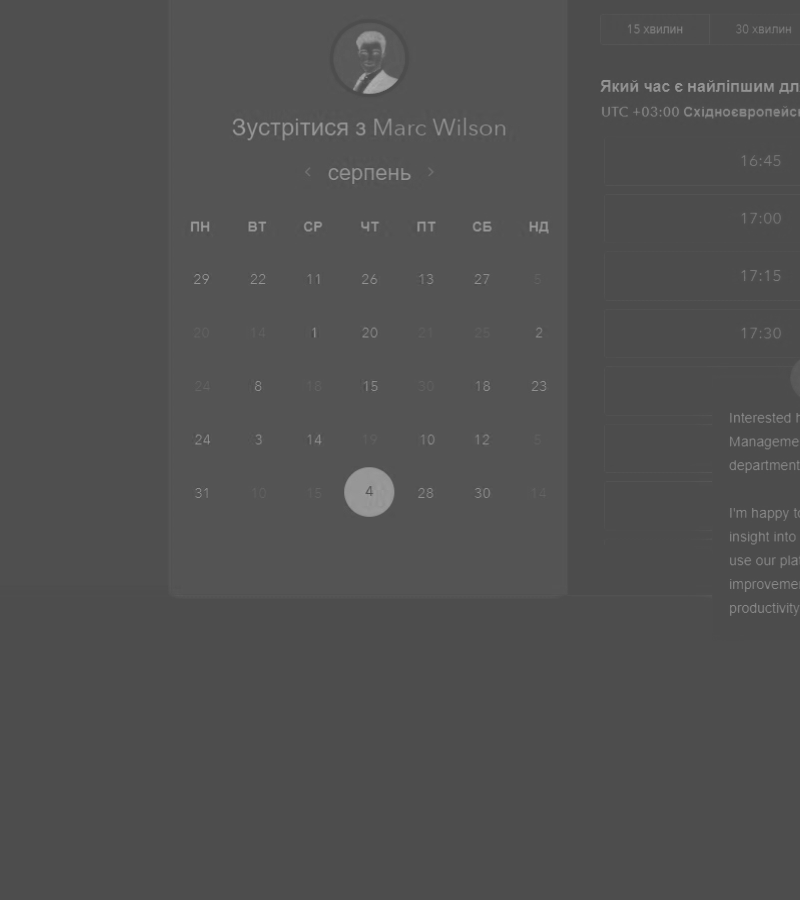 15 хвилин
30 хвилин
Зустрітися з Marc Wilson
серпень
ПН ВТ СР ЧТ ПТ СБ НД
29 22 11 26 13 27 5
20 14 1 20 21 25 2
24 8 18 15 30 18 23
24 3 14 19 10 12 5
31 10 15 4 28 30 14
Який час є найліпшим дл
UTC +03:00 Східноєвропейс
16:45
17:00
17:15
17:30
Interested h
Manageme
department
I'm happy to
insight into
use our plat
improvemen
productivity